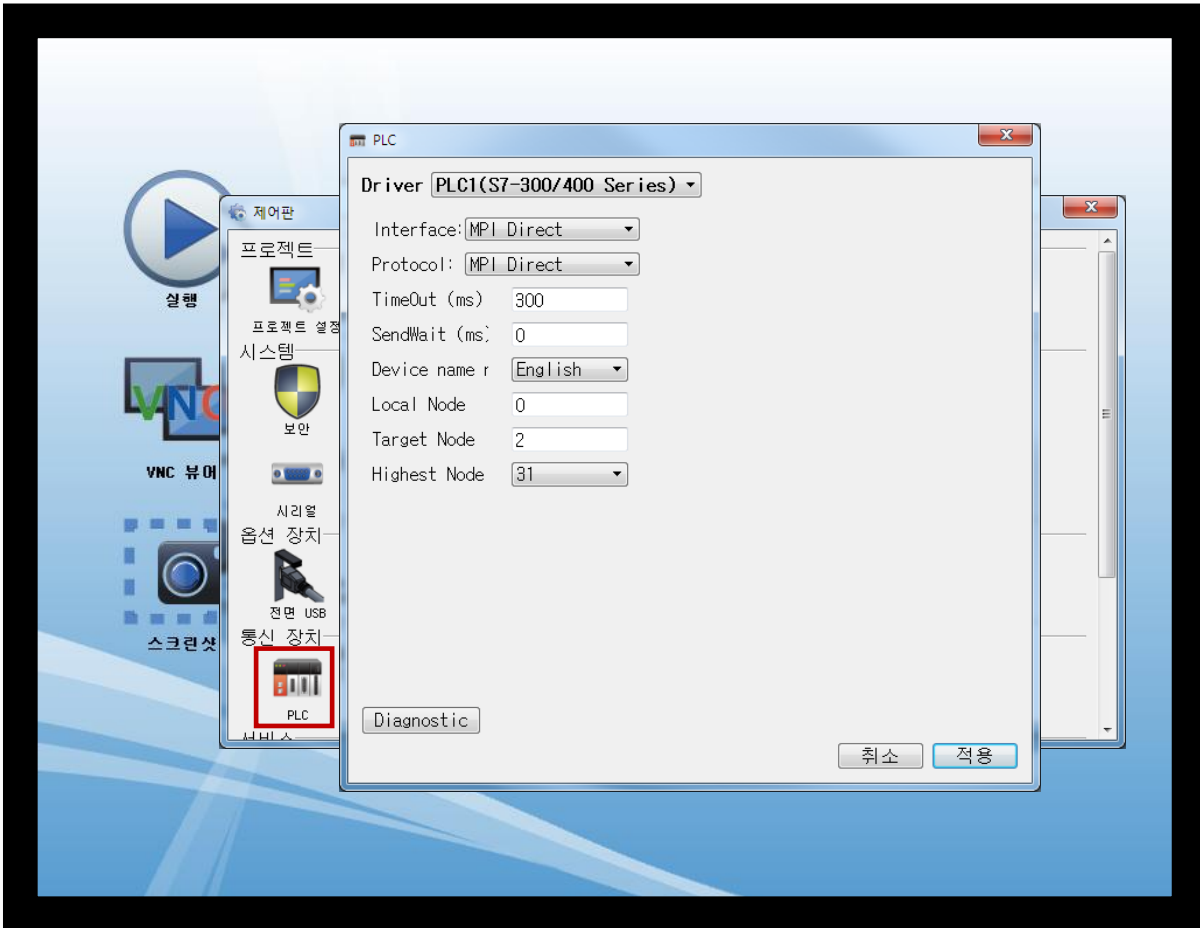 PLC
Driver PLC1(S7-300/400 Series)
Interface: MPI Direct
Protocol: MPI Direct
TimeOut (ms) 300
SendWait (ms) 0
Device name r English
Local Node 0
Target Node 2
Highest Node 31
Diagnostic
취소 적용
제어판
프로젝트
프로젝트 설정
시스템
보안
시리얼
옵션 장치
전면 USB
통신 장치
PLC
서비스
실행
VNC
VNC 뷰어
스크린샷